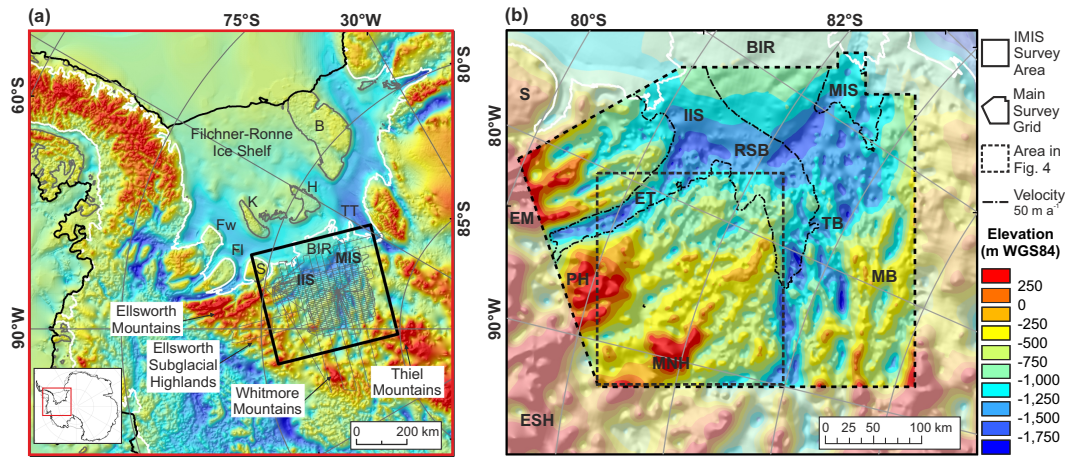 (a)
75°S
30°W
80°S
60°S
Filchner-Ronne
Ice Shelf
B
H
K
TT
Fw
Fl
S
BIR
MIS
IIS
85°S
Ellsworth
Mountains
90°W
Ellsworth
Subglacial
Highlands
Whitmore
Mountains
Thiel
Mountains
0 200 km
(b)
80°S
82°S
BIR
S
MIS
IIS
80°W
RSB
ET
EM
TB
PH
MB
90°W
MNH
ESH
0 25 50 100 km
IMIS
Survey
Area
Main
Survey
Grid
Area in
Fig. 4
Velocity
50 m a⁻¹
Elevation
(m WGS84)
250
0
-250
-500
-750
-1,000
-1,250
-1,500
-1,750